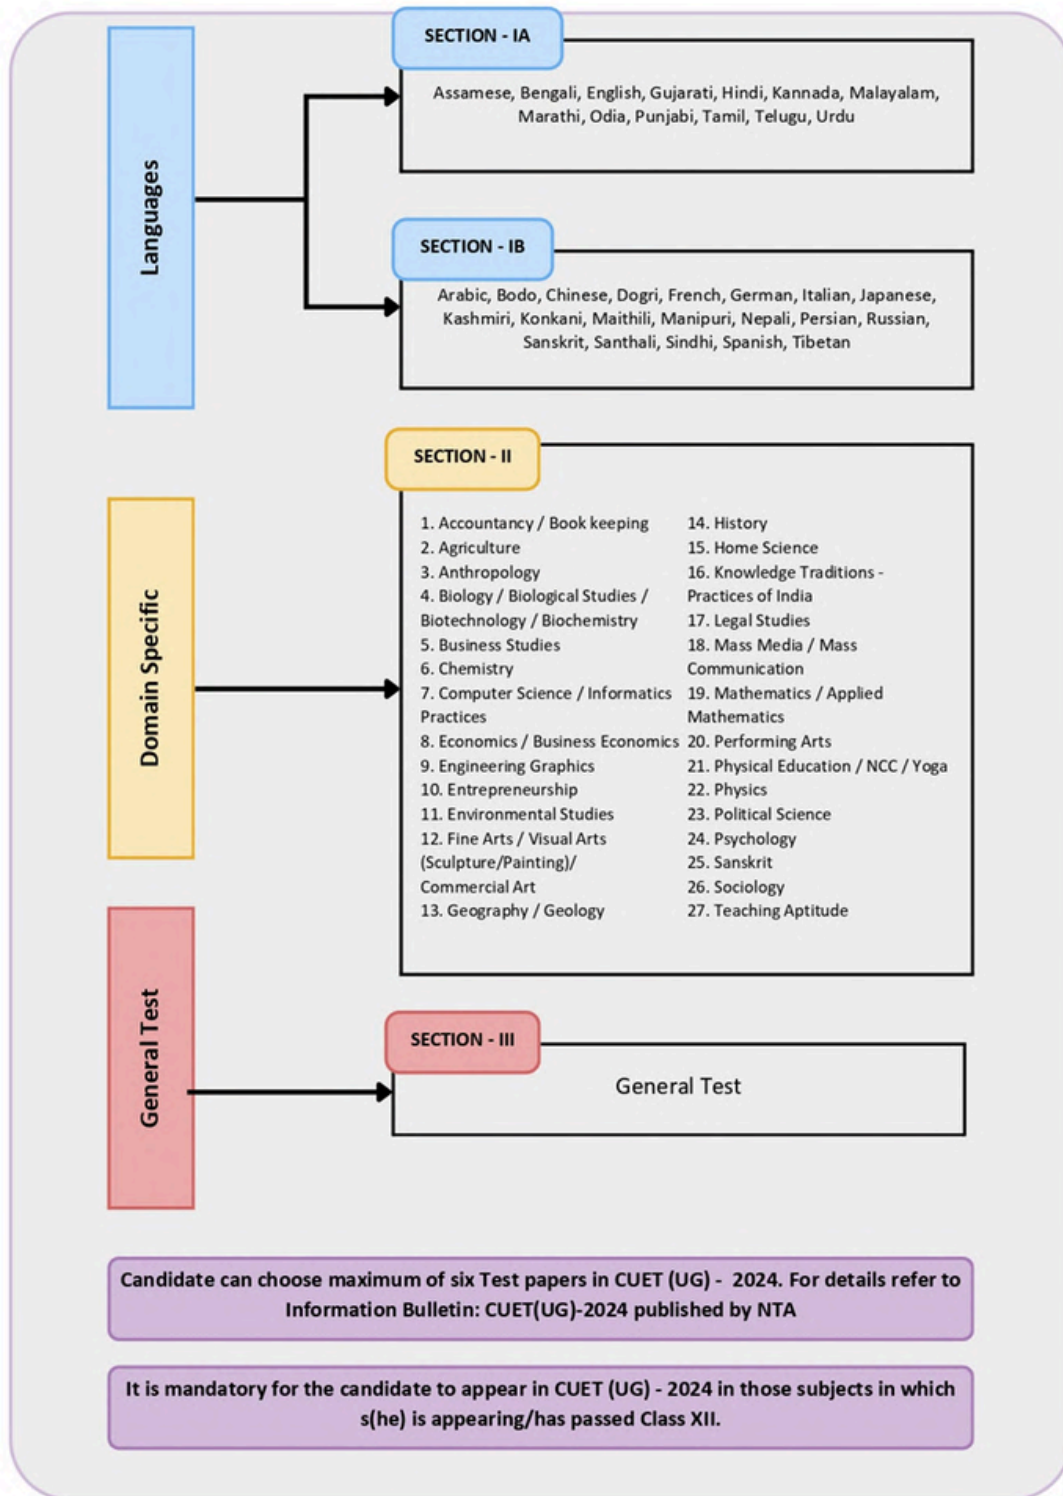 Languages
SECTION - IA
Assamese, Bengali, English, Gujarati, Hindi, Kannada, Malayalam,
Marathi, Odia, Punjabi, Tamil, Telugu, Urdu
SECTION - IB
Arabic, Bodo, Chinese, Dogri, French, German, Italian, Japanese,
Kashmiri, Konkani, Maithili, Manipuri, Nepali, Persian, Russian,
Sanskrit, Santhali, Sindhi, Spanish, Tibetan
Domain Specific
SECTION - II
1. Accountancy / Book keeping
2. Agriculture
3. Anthropology
4. Biology / Biological Studies /
Biotechnology / Biochemistry
5. Business Studies
6. Chemistry
7. Computer Science / Informatics
Practices
8. Economics / Business Economics
9. Engineering Graphics
10. Entrepreneurship
11. Environmental Studies
12. Fine Arts / Visual Arts
(Sculpture/Painting)/
Commercial Art
13. Geography / Geology
14. History
15. Home Science
16. Knowledge Traditions -
Practices of India
17. Legal Studies
18. Mass Media / Mass
Communication
19. Mathematics / Applied
Mathematics
20. Performing Arts
21. Physical Education / NCC / Yoga
22. Physics
23. Political Science
24. Psychology
25. Sanskrit
26. Sociology
27. Teaching Aptitude
General Test
SECTION - III
General Test
Candidate can choose maximum of six Test papers in CUET (UG) - 2024. For details refer to
Information Bulletin: CUET(UG)-2024 published by NTA
It is mandatory for the candidate to appear in CUET (UG) - 2024 in those subjects in which
s(he) is appearing/has passed Class XII.